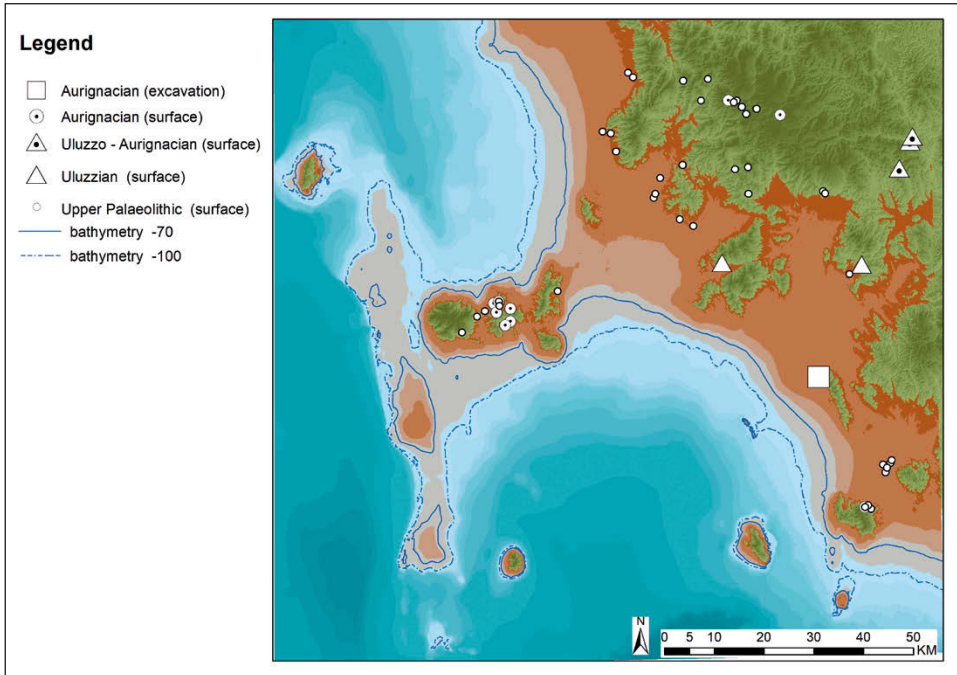 Legend
Aurignacian (excavation)
Aurignacian (surface)
Uluzzo - Aurignacian (surface)
Uluzzian (surface)
Upper Palaeolithic (surface)
bathymetry -70
bathymetry -100
N
0 5 10 20 30 40 50
KM